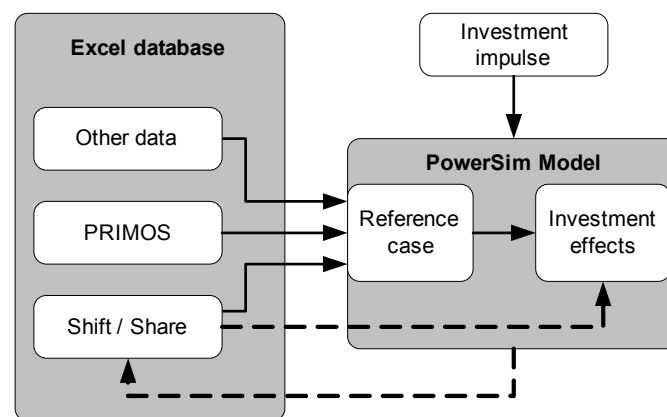 Excel database
Investment
impulse
Other data
PowerSim Model
PRIMOS
Reference
case
Investment
effects
Shift / Share